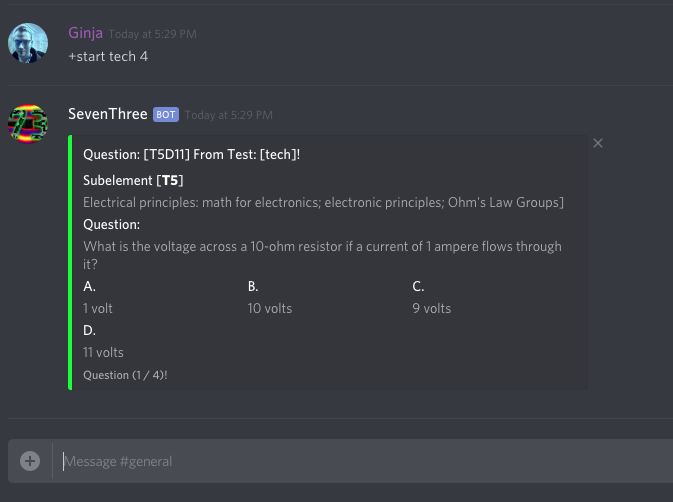 Ginja Today at 5:29 PM
+start tech 4
SevenThree BOT Today at 5:29 PM
Question: [T5D11] From Test: [tech]!
Subelement [T5]
Electrical principles: math for electronics; electronic principles; Ohm's Law Groups]
Question:
What is the voltage across a 10-ohm resistor if a current of 1 ampere flows through
it?
A. B. C.
1 volt 10 volts 9 volts
D.
11 volts
Question (1 / 4)!
Message #general